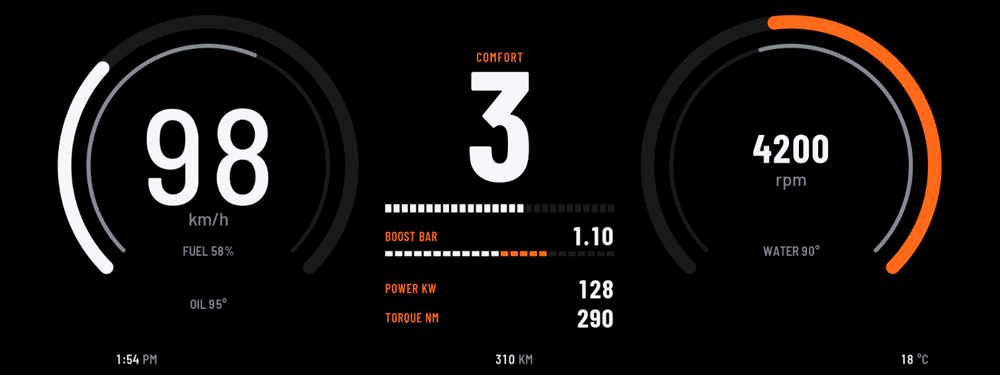 COMFORT
3
98
km/h
FUEL 58%
OIL 95°
BOOST BAR 1.10
POWER KW 128
TORQUE NM 290
4200
rpm
WATER 90°
1:54 PM
310 KM
18 °C